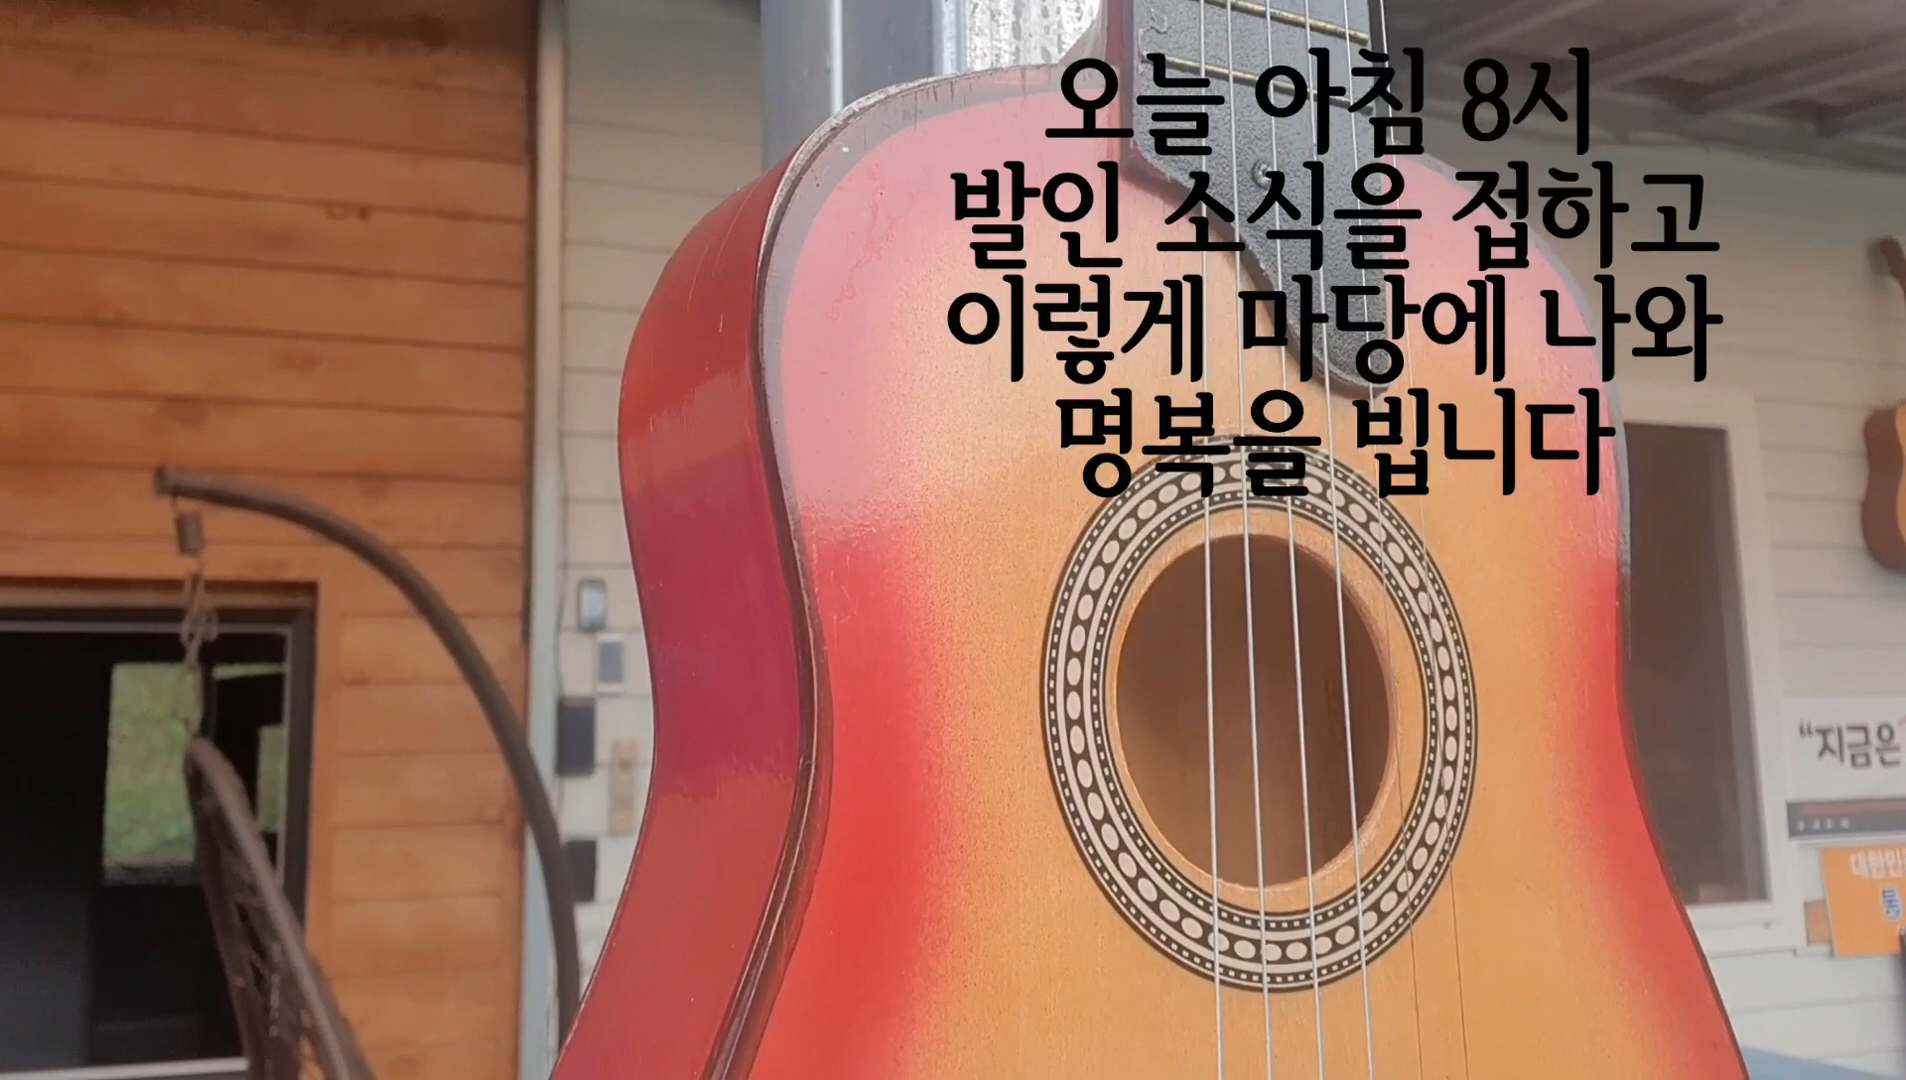 오늘 아침 8시
발인 소식을 접하고
이렇게 마당에 나와
명복을 빕니다
“지금은